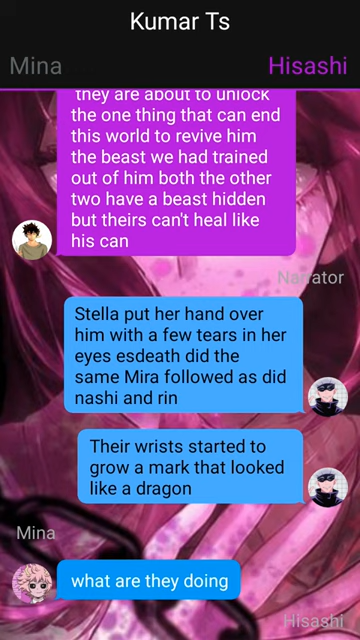 Kumar Ts
Mina
Hisashi
they are about to unlock
the one thing that can end
this world to revive him
the beast we had trained
out of him both the other
two have a beast hidden
but theirs can't heal like
his can
Narrator
Stella put her hand over
him with a few tears in her
eyes esdeath did the
same Mira followed as did
nashi and rin
Their wrists started to
grow a mark that looked
like a dragon
Mina
what are they doing
Hisashi